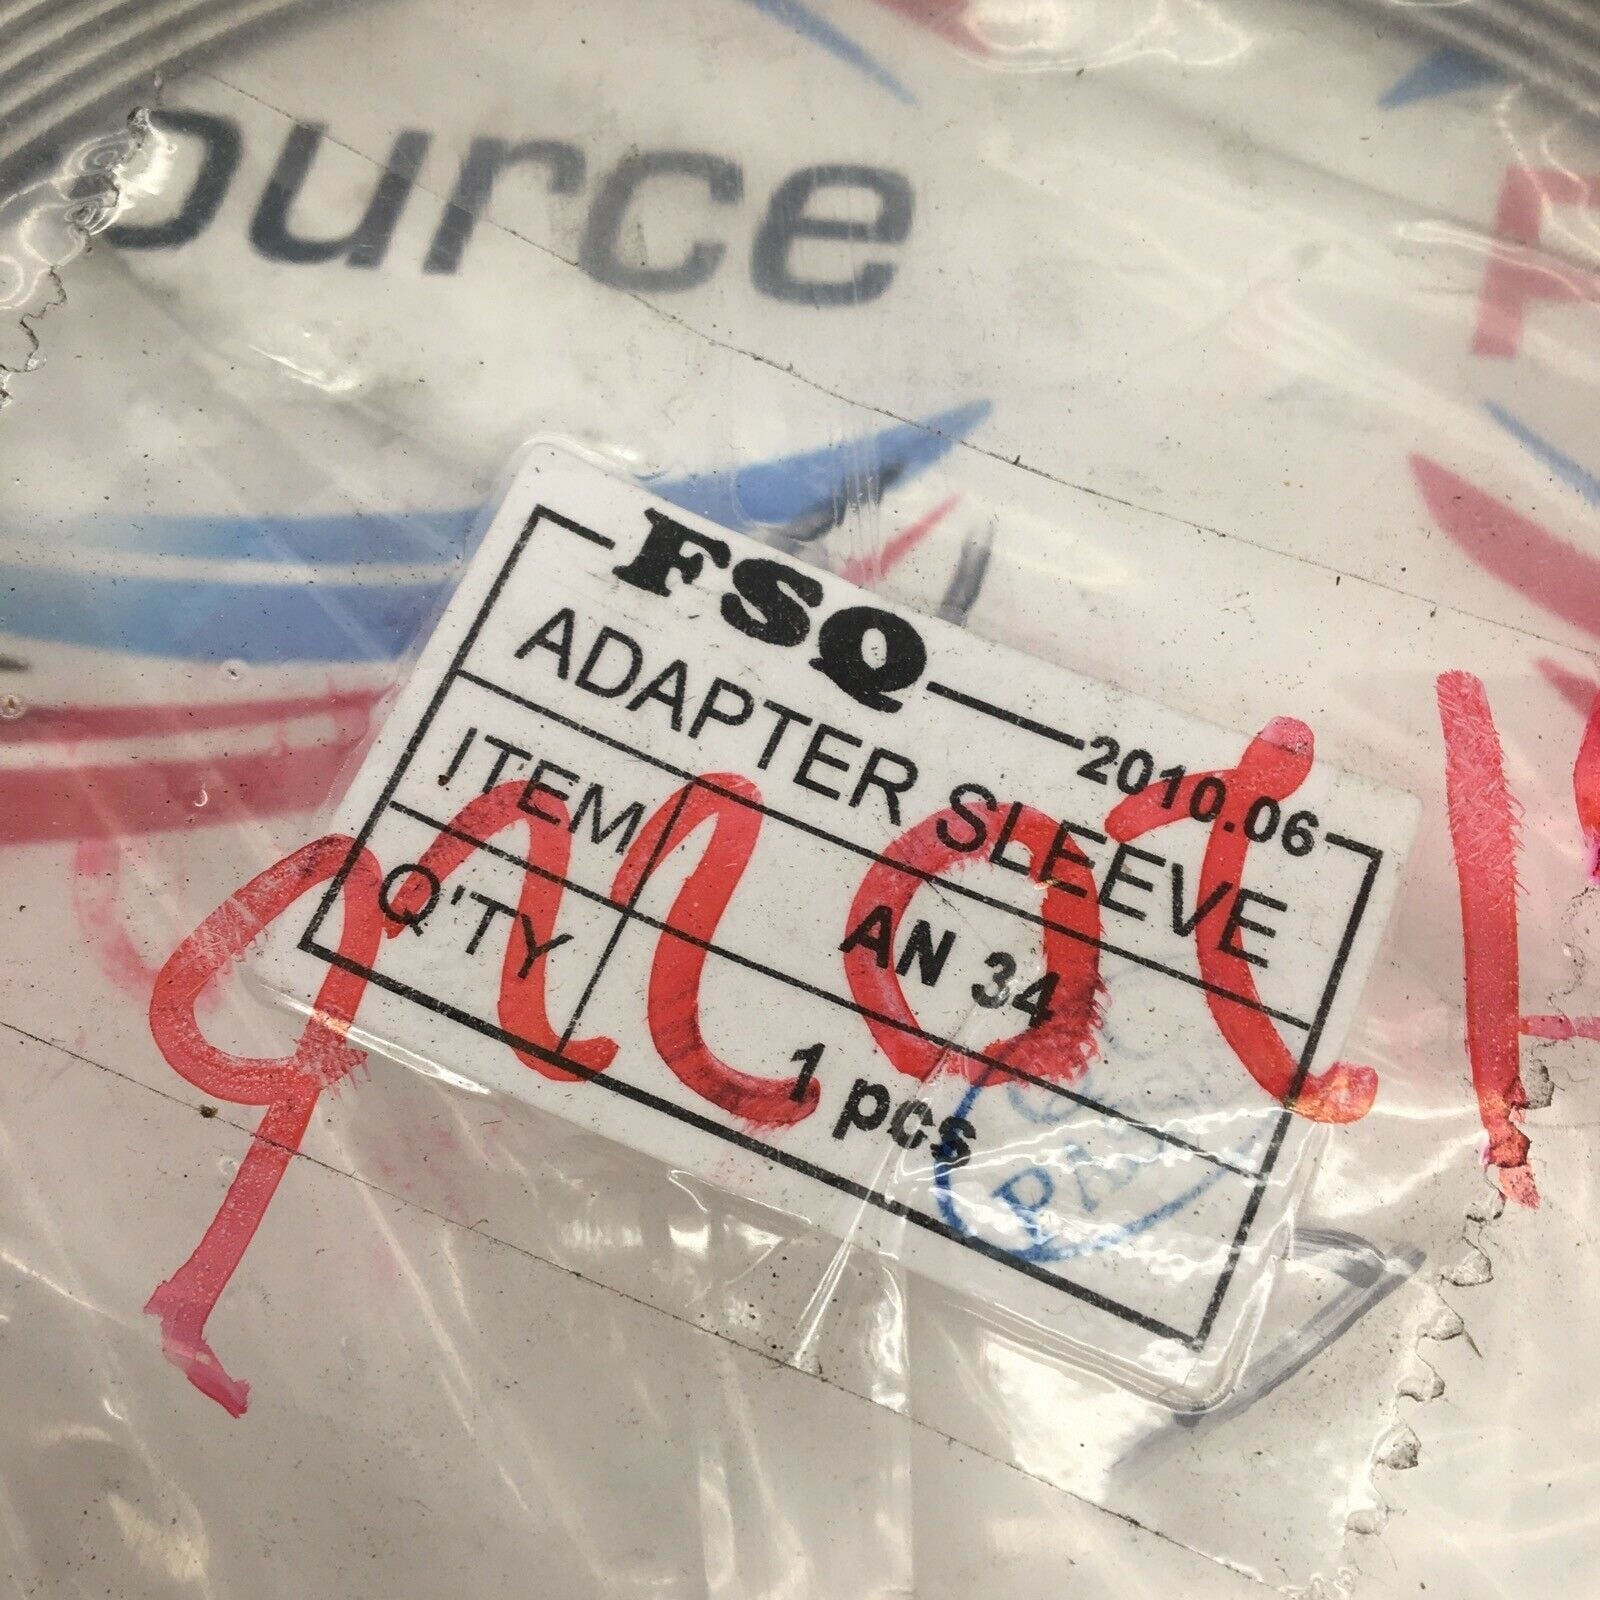 ource
FSQ 2010.06
ADAPTER SLEEVE
ITEM AN 34
Q'TY 1 pcs